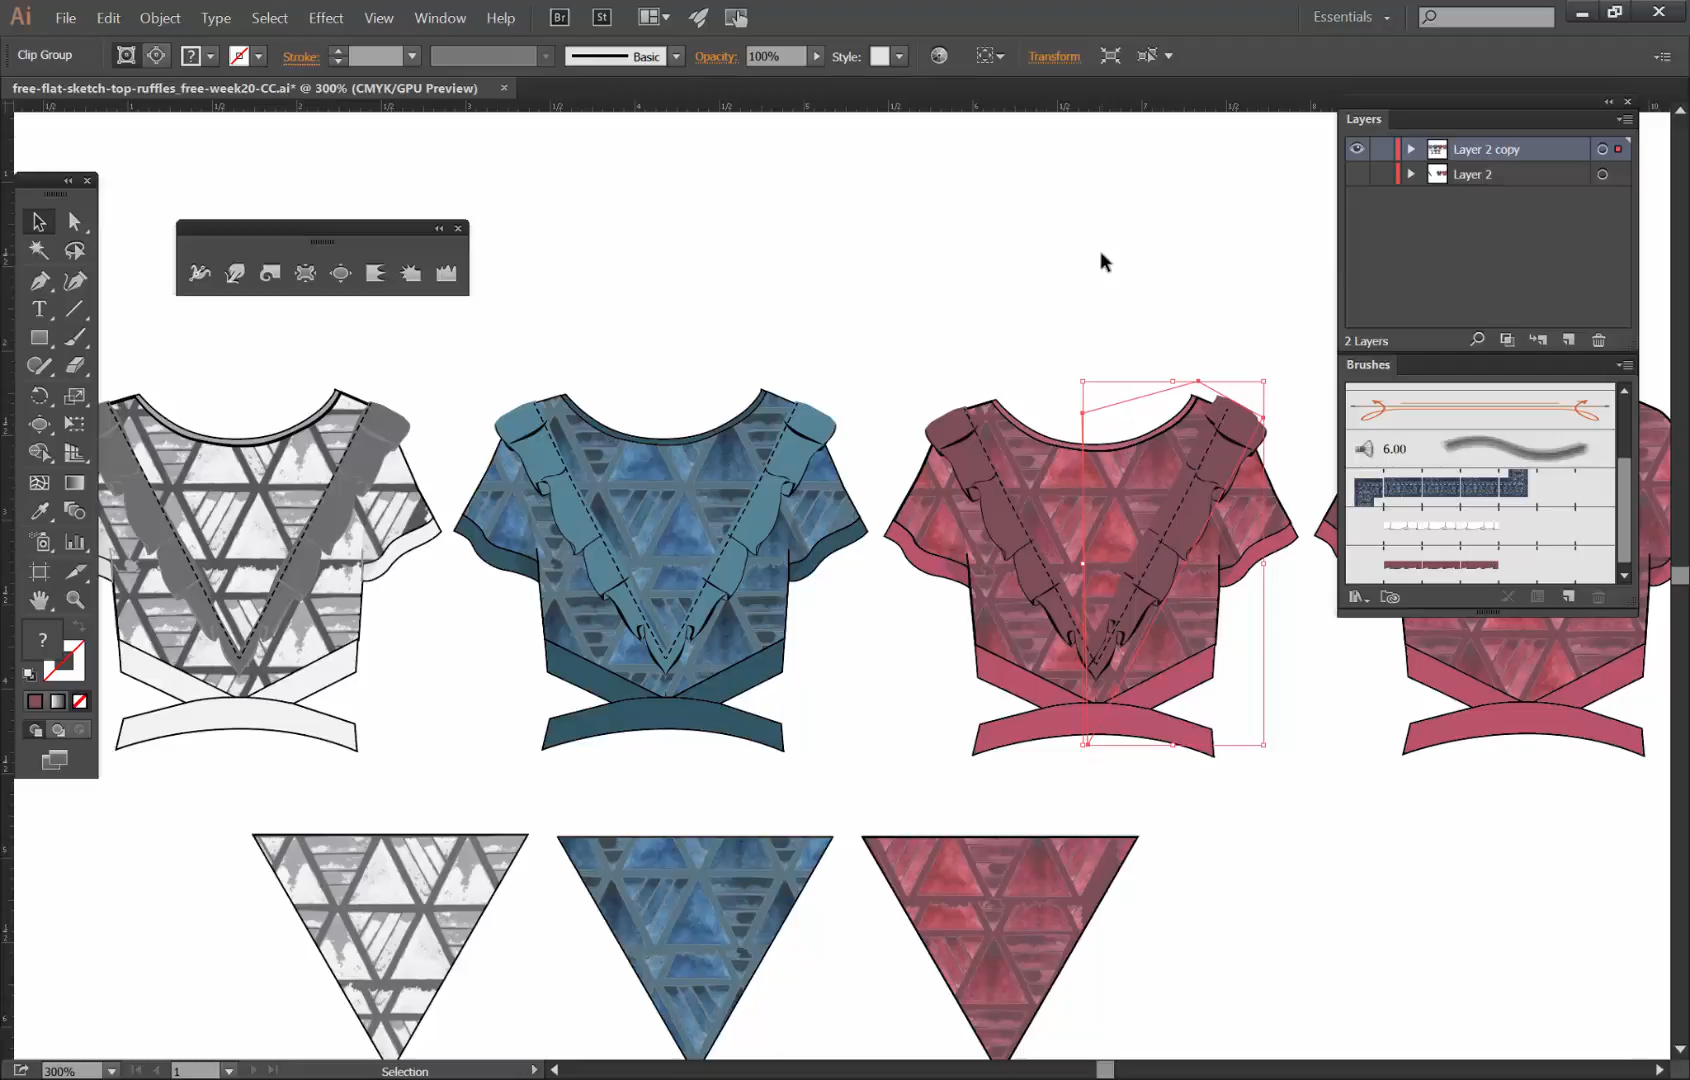 Ai File Edit Object Type Select Effect View Window Help Br St Essentials
Clip Group ? Stroke: Basic Opacity: 100% Style: Transform
free-flat-sketch-top-ruffles_free-week20-CC.ai* @ 300% (CMYK/GPU Preview)
Layers
Layer 2 copy
Layer 2
2 Layers
Brushes
6.00
T
?
300% 1 Selection